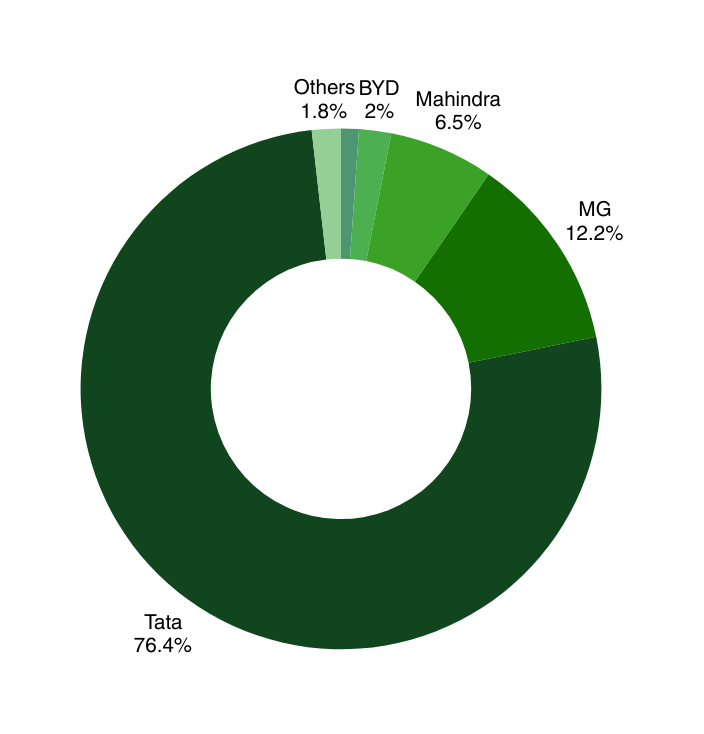 Others
1.8%
BYD
2%
Mahindra
6.5%
MG
12.2%
Tata
76.4%